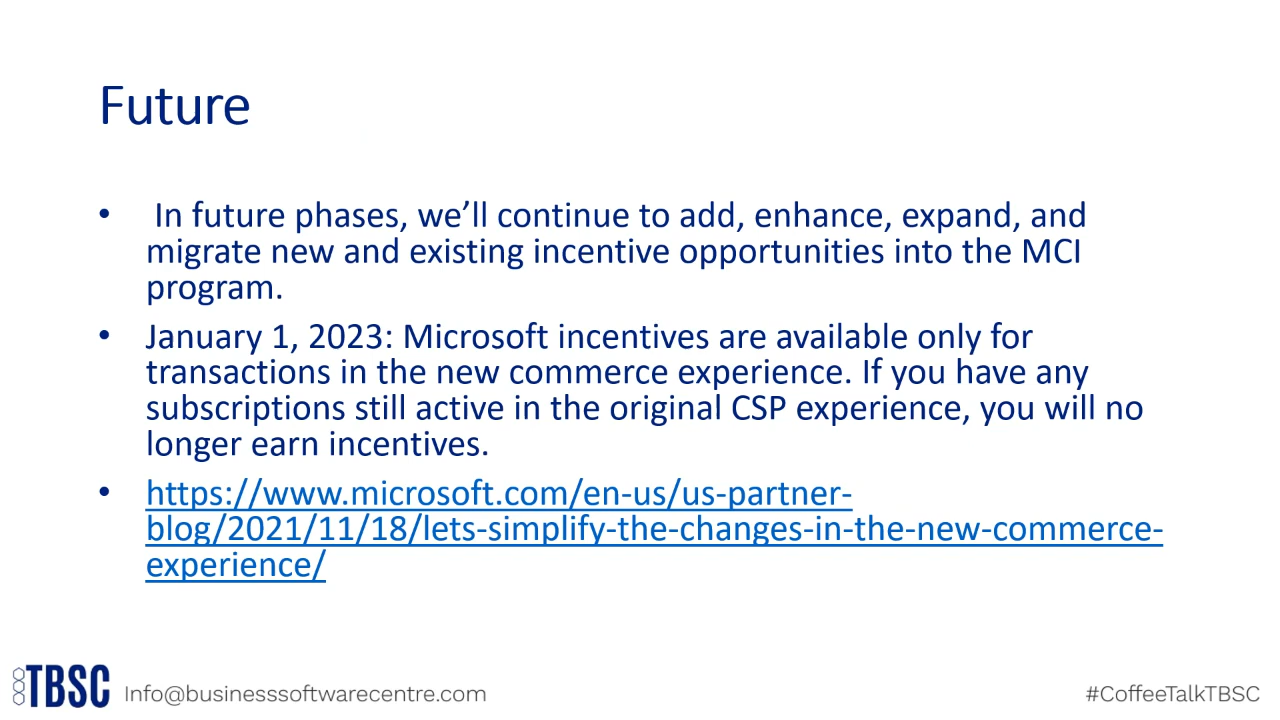 Future
• In future phases, we’ll continue to add, enhance, expand, and
migrate new and existing incentive opportunities into the MCI
program.
• January 1, 2023: Microsoft incentives are available only for
transactions in the new commerce experience. If you have any
subscriptions still active in the original CSP experience, you will no
longer earn incentives.
• https://www.microsoft.com/en-us/us-partner-
blog/2021/11/18/lets-simplify-the-changes-in-the-new-commerce-
experience/
TBSC Info@businesssoftwarecentre.com #CoffeeTalkTBSC